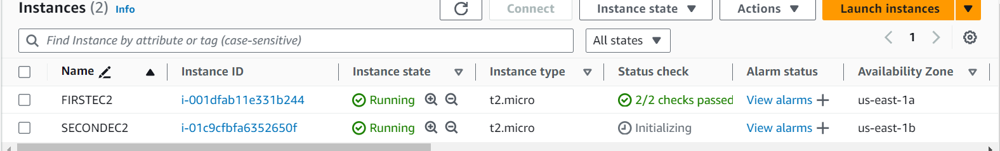 Instances (2) Info Connect Instance state Actions Launch instances
Find Instance by attribute or tag (case-sensitive) All states 1
Name Instance ID Instance state Instance type Status check Alarm status Availability Zone
FIRSTEC2 i-001dfab11e331b244 Running t2.micro 2/2 checks passed View alarms us-east-1a
SECONDEC2 i-01c9cfbfa6352650f Running t2.micro Initializing View alarms us-east-1b